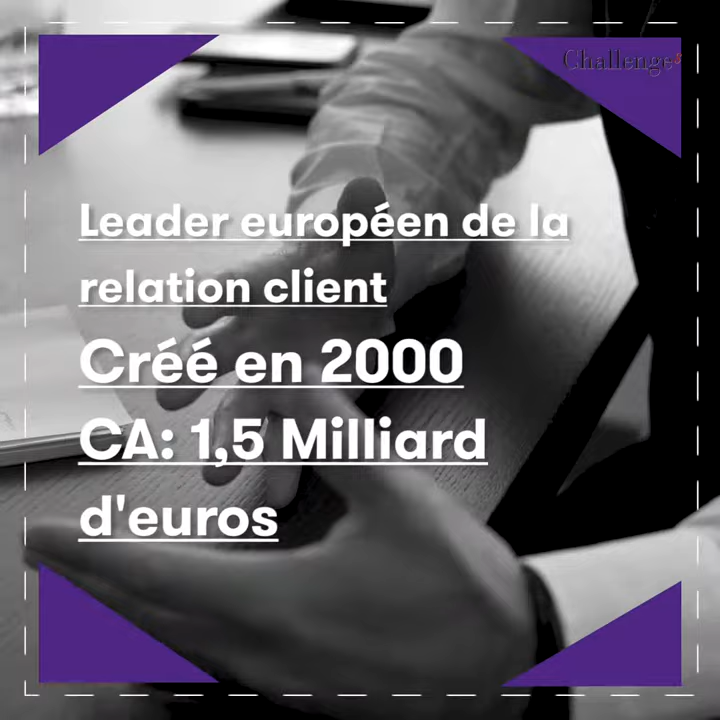 Challenges
Leader européen de la
relation client
Créé en 2000
CA: 1,5 Milliard
d'euros